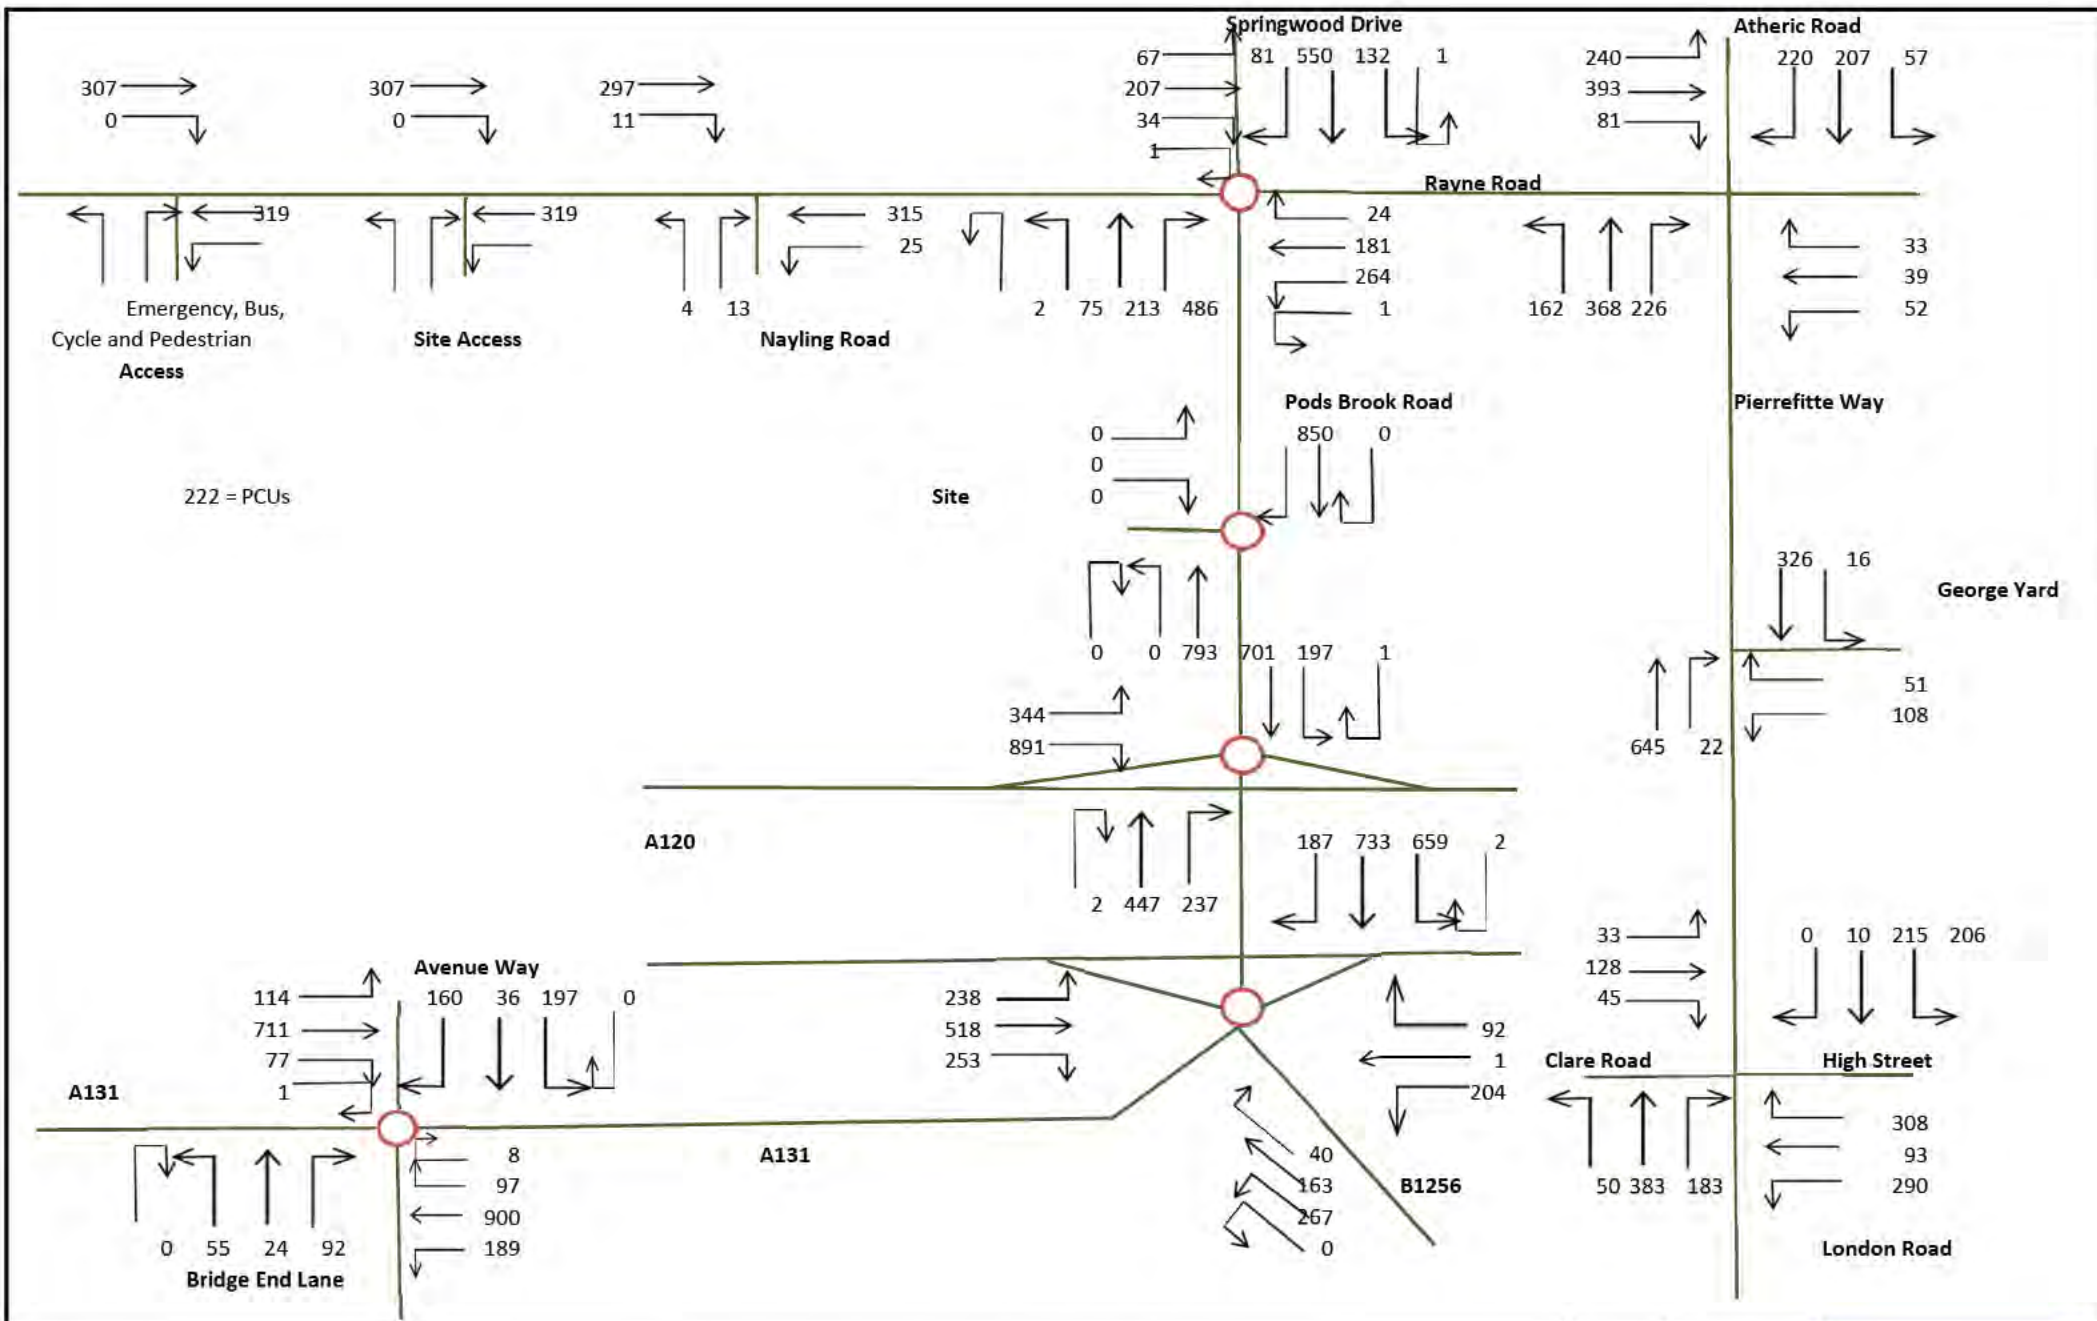 Springwood Drive
Atheric Road
67
81 550 132 1
240
220 207 57
307
307
297
207
393
0
0
11
34
81
1
Rayne Road
319
319
315
24
33
25
181
39
264
52
Emergency, Bus,
4 13
2 75 213 486
1
162 368 226
Cycle and Pedestrian
Site Access
Nayling Road
Access
Pods Brook Road
Pierrefitte Way
0
850 0
0
222 = PCUs
Site
0
326 16
George Yard
0 0 793
701 197 1
51
344
108
891
645 22
A120
187 733 659 2
2 447 237
33
0 10 215 206
Avenue Way
128
114
160 36 197 0
238
45
711
518
92
77
253
1
Clare Road
High Street
A131
1
204
308
A131
8
40
93
97
163
B1256
50 383 183
290
900
267
0 55 24 92
189
0
London Road
Bridge End Lane